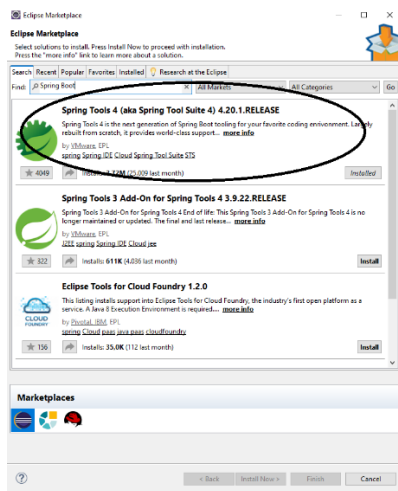 Eclipse Marketplace
Eclipse Marketplace
Select solutions to install. Press Install Now to proceed with installation.
Press the "more info" link to learn more about a solution.
Search Recent Popular Favorites Installed Research at the Eclipse
Find: Spring Boot All Markets All Categories Go
Spring Tools 4 (aka Spring Tool Suite 4) 4.20.1.RELEASE
Spring Tools 4 is the next generation of Spring Boot tooling for your favorite coding environment. Largely
rebuilt from scratch, it provides world-class support... more info
by VMware, EPL
spring Spring IDE Cloud Spring Tool Suite STS
4049 Installs: (25,009 last month) Installed
Spring Tools 3 Add-On for Spring Tools 4 3.9.22.RELEASE
Spring Tools 3 Add-On for Spring Tools 4 End of life: This Spring Tools 3 Add-On for Spring Tools 4 is no
longer maintained or updated. The final and last release... more info
by VMware, EPL
J2EE spring Spring IDE Cloud jee
322 Installs: 611K (4,036 last month) Install
Eclipse Tools for Cloud Foundry 1.2.0
This listing installs support into Eclipse Tools for Cloud Foundry, the industry's first open platform as a
service. A Java 8 Execution Environment is required.... more info
CLOUD
FOUNDRY
by Pivotal, IBM, EPL
spring Cloud paas java paas cloudfoundry
156 Installs: 35,0K (112 last month) Install
Marketplaces
? < Back Install Now > Finish Cancel